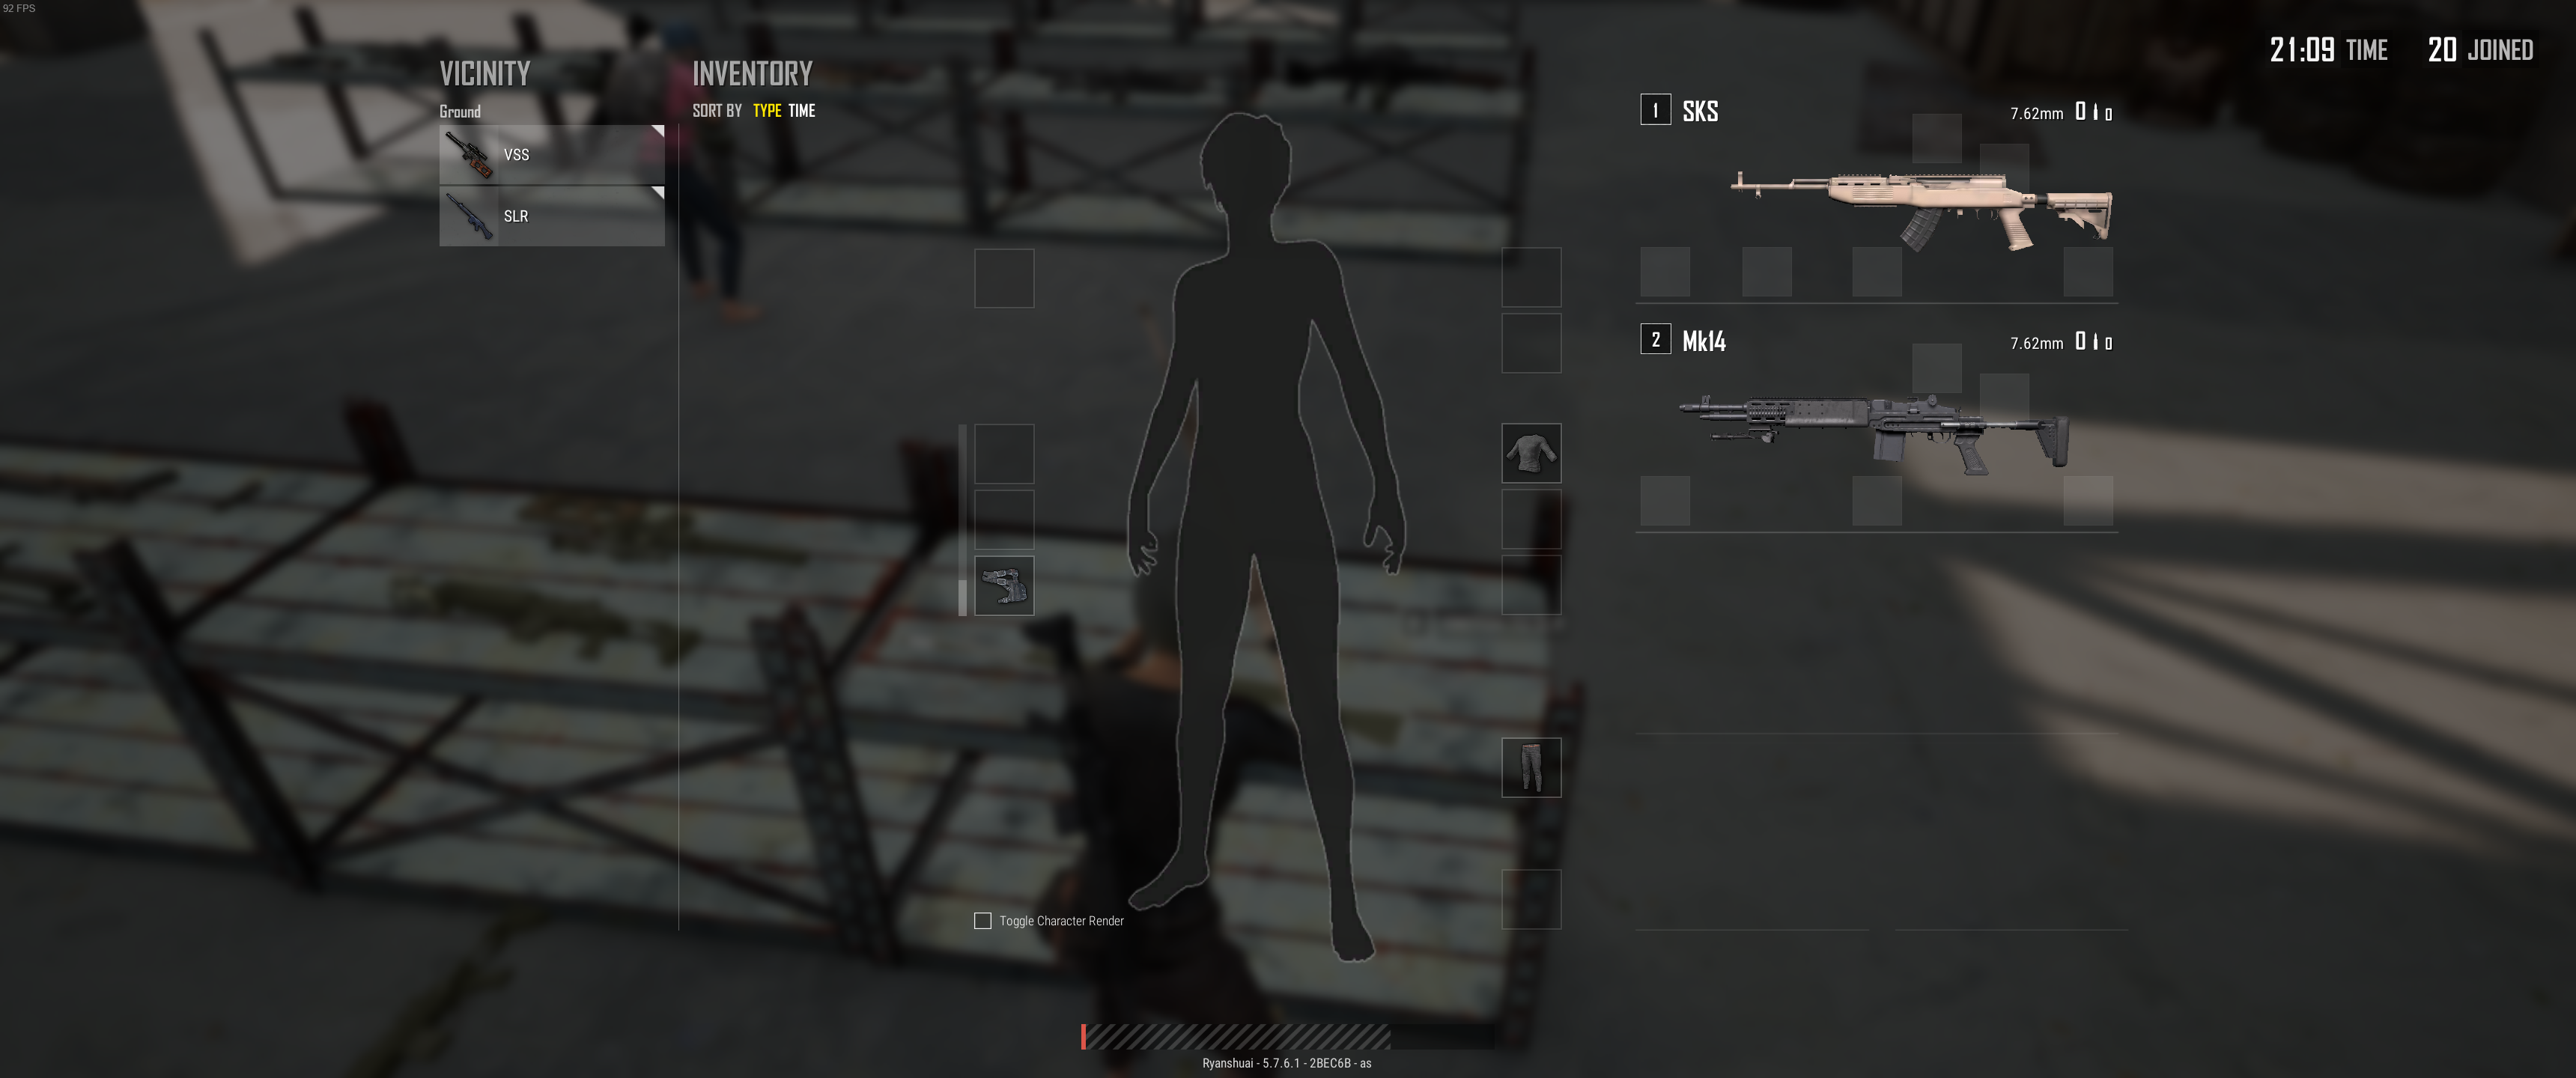 92 FPS
21:09 TIME 20 JOINED
VICINITY
Ground
VSS
SLR
INVENTORY
SORT BY TYPE TIME
1 SKS 7.62mm 0 0
2 Mk14 7.62mm 0 0
Toggle Character Render
Ryanshuai - 5.7.6.1 - 2BEC6B - as